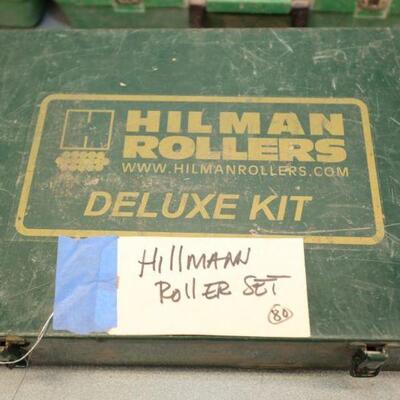 H
HILMAN
ROLLERS
WWW.HILMANROLLERS.COM
DELUXE KIT
HillMANN
ROllER SET
80